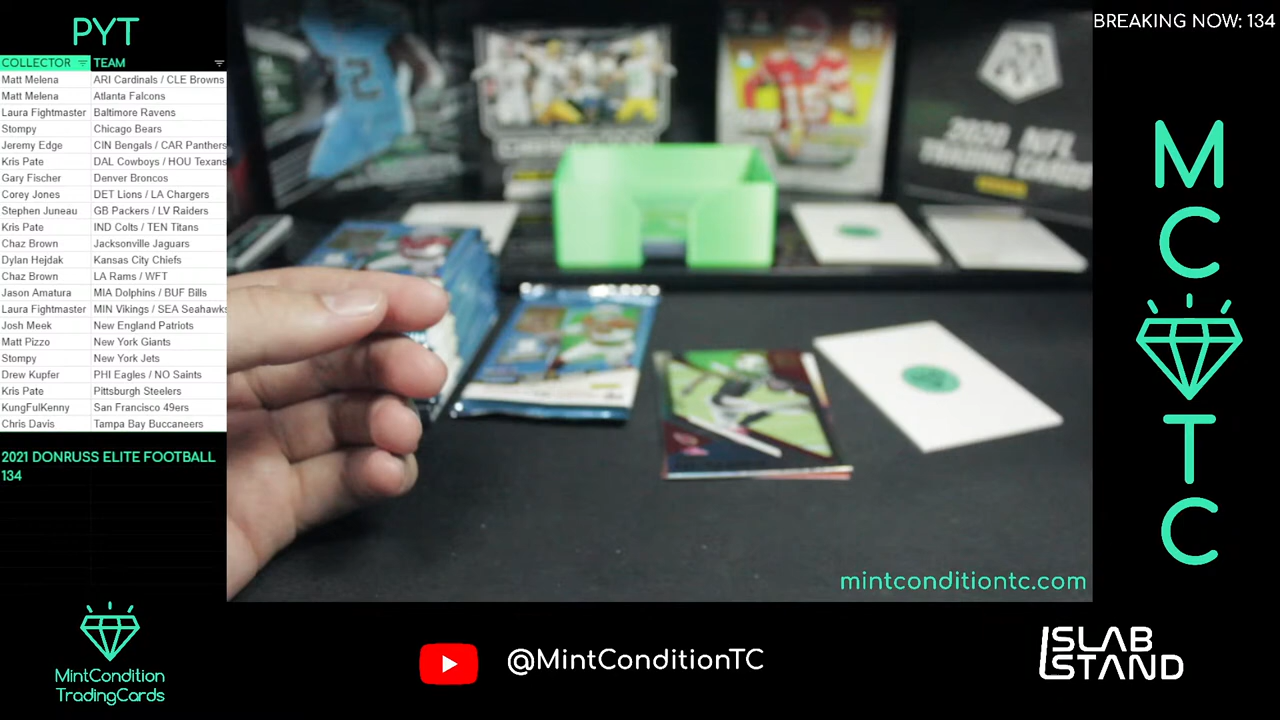 PYT
COLLECTOR TEAM
Matt Melena ARI Cardinals / CLE Browns
Matt Melena Atlanta Falcons
Laura Fightmaster Baltimore Ravens
Stompy Chicago Bears
Jeremy Edge CIN Bengals / CAR Panthers
Kris Pate DAL Cowboys / HOU Texans
Gary Fischer Denver Broncos
Corey Jones DET Lions / LA Chargers
Stephen Juneau GB Packers / LV Raiders
Kris Pate IND Colts / TEN Titans
Chaz Brown Jacksonville Jaguars
Dylan Hejdak Kansas City Chiefs
Chaz Brown LA Rams / WFT
Jason Amatura MIA Dolphins / BUF Bills
Laura Fightmaster MIN Vikings / SEA Seahawks
Josh Meek New England Patriots
Matt Pizzo New York Giants
Stompy New York Jets
Drew Kupfer PHI Eagles / NO Saints
Kris Pate Pittsburgh Steelers
KungFulKenny San Francisco 49ers
Chris Davis Tampa Bay Buccaneers
2021 DONRUSS ELITE FOOTBALL
134
MintCondition
TradingCards
2020 NFL
TRADING CARDS
mintconditiontc.com
@MintConditionTC
BREAKING NOW: 134
M
C
T
C
SLAB
STAND